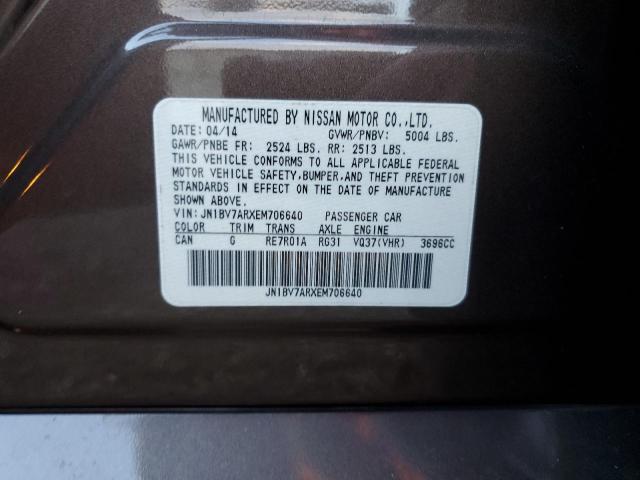 MANUFACTURED BY NISSAN MOTOR CO.,LTD.
DATE: 04/14 GVWR/PNBV: 5004 LBS.
GAWR/PNBE FR: 2524 LBS. RR: 2513 LBS.
THIS VEHICLE CONFORMS TO ALL APPLICABLE FEDERAL
MOTOR VEHICLE SAFETY,BUMPER,AND THEFT PREVENTION
STANDARDS IN EFFECT ON THE DATE OF MANUFACTURE
SHOWN ABOVE.
VIN: JN1BV7ARXEM706640 PASSENGER CAR
COLOR TRIM TRANS AXLE ENGINE
CAN G RE7R01A RG31 VQ37(VHR) 3696CC
JN1BV7ARXEM706640